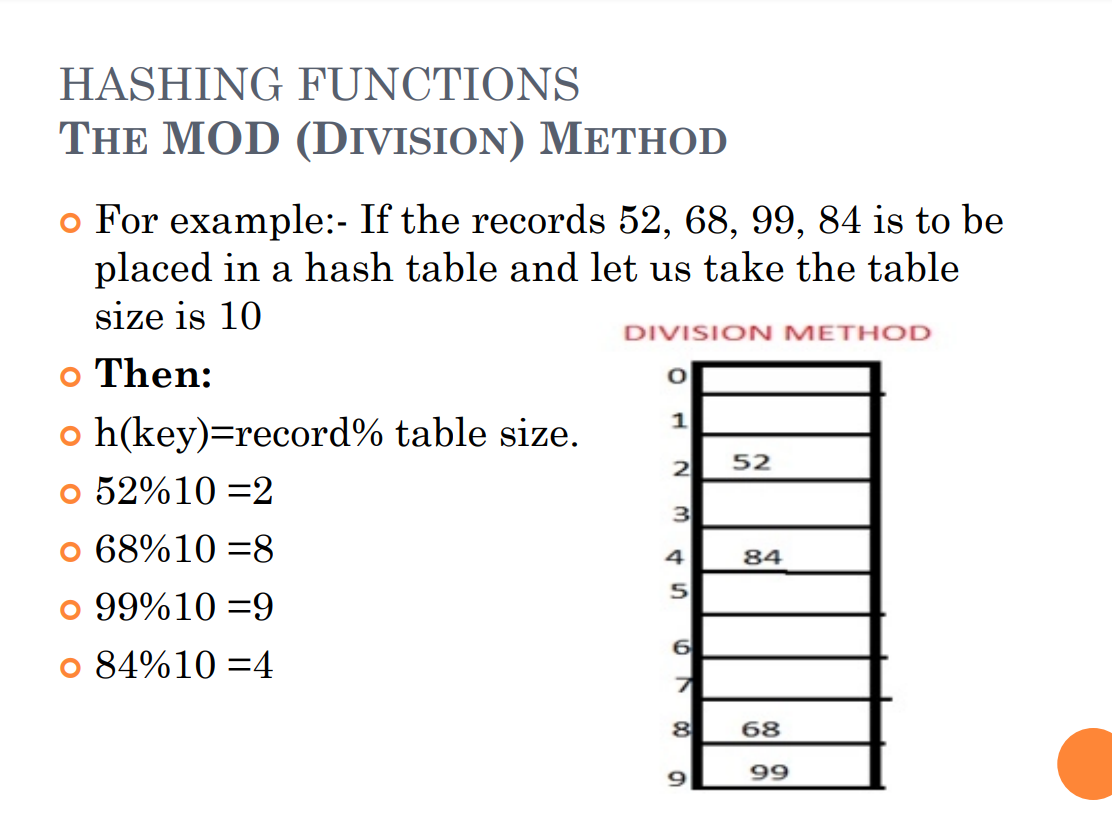 HASHING FUNCTIONS
THE MOD (DIVISION) METHOD
For example:- If the records 52, 68, 99, 84 is to be
placed in a hash table and let us take the table
size is 10
Then:
h(key)=record% table size.
52%10 =2
68%10 =8
99%10 =9
84%10 =4
DIVISION METHOD
0
1
2 52
3
4 84
5
6
7
8 68
9 99